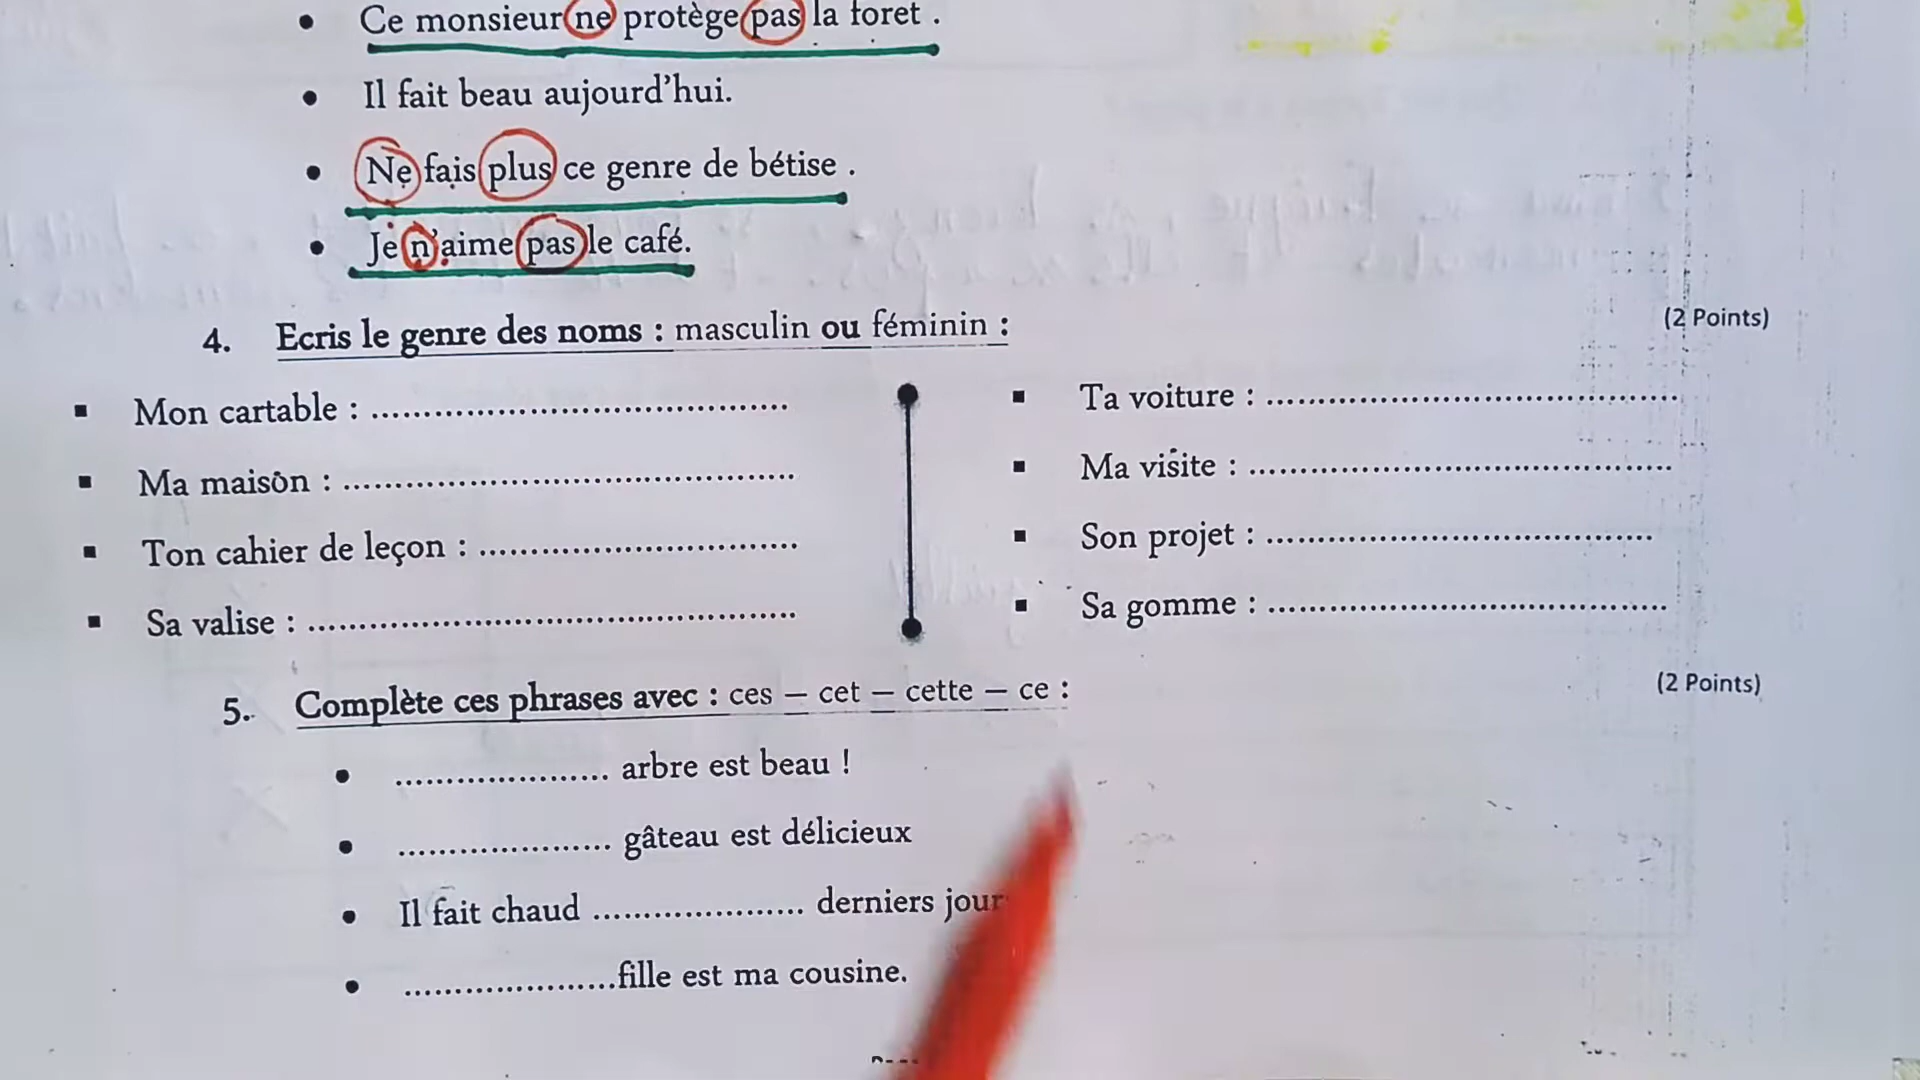 Ce monsieur ne protège pas la foret .
Il fait beau aujourd'hui.
Ne fais plus ce genre de bétise .
Je n'aime pas le café.
4. Ecris le genre des noms : masculin ou féminin :
(2 Points)
Mon cartable : ........................................
Ma maison : ............................................
Ton cahier de leçon : ...............................
Sa valise : ................................................
Ta voiture : ........................................
Ma visite : .........................................
Son projet : ......................................
Sa gomme : .......................................
5. Complète ces phrases avec : ces – cet – cette – ce :
(2 Points)
..................... arbre est beau !
..................... gâteau est délicieux
Il fait chaud ..................... derniers jour
.....................fille est ma cousine.